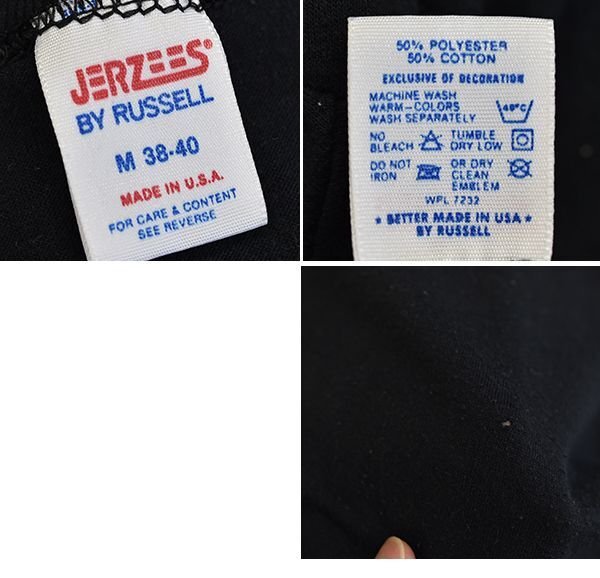 JERZEES®
BY RUSSELL
M 38-40
MADE IN U.S.A.
FOR CARE & CONTENT
SEE REVERSE
50% POLYESTER
50% COTTON
EXCLUSIVE OF DECORATION
MACHINE WASH
WARM-COLORS
WASH SEPARATELY
40°C
NO
BLEACH
TUMBLE
DRY LOW
DO NOT
IRON
OR DRY
CLEAN
EMBLEM
WPL 7232
★ BETTER MADE IN USA ★
BY RUSSELL